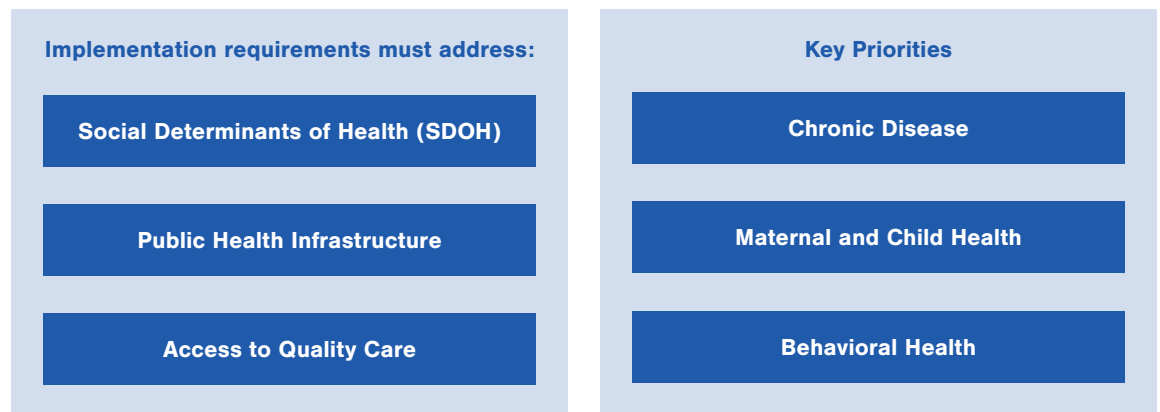 Implementation requirements must address:
Social Determinants of Health (SDOH)
Public Health Infrastructure
Access to Quality Care
Key Priorities
Chronic Disease
Maternal and Child Health
Behavioral Health